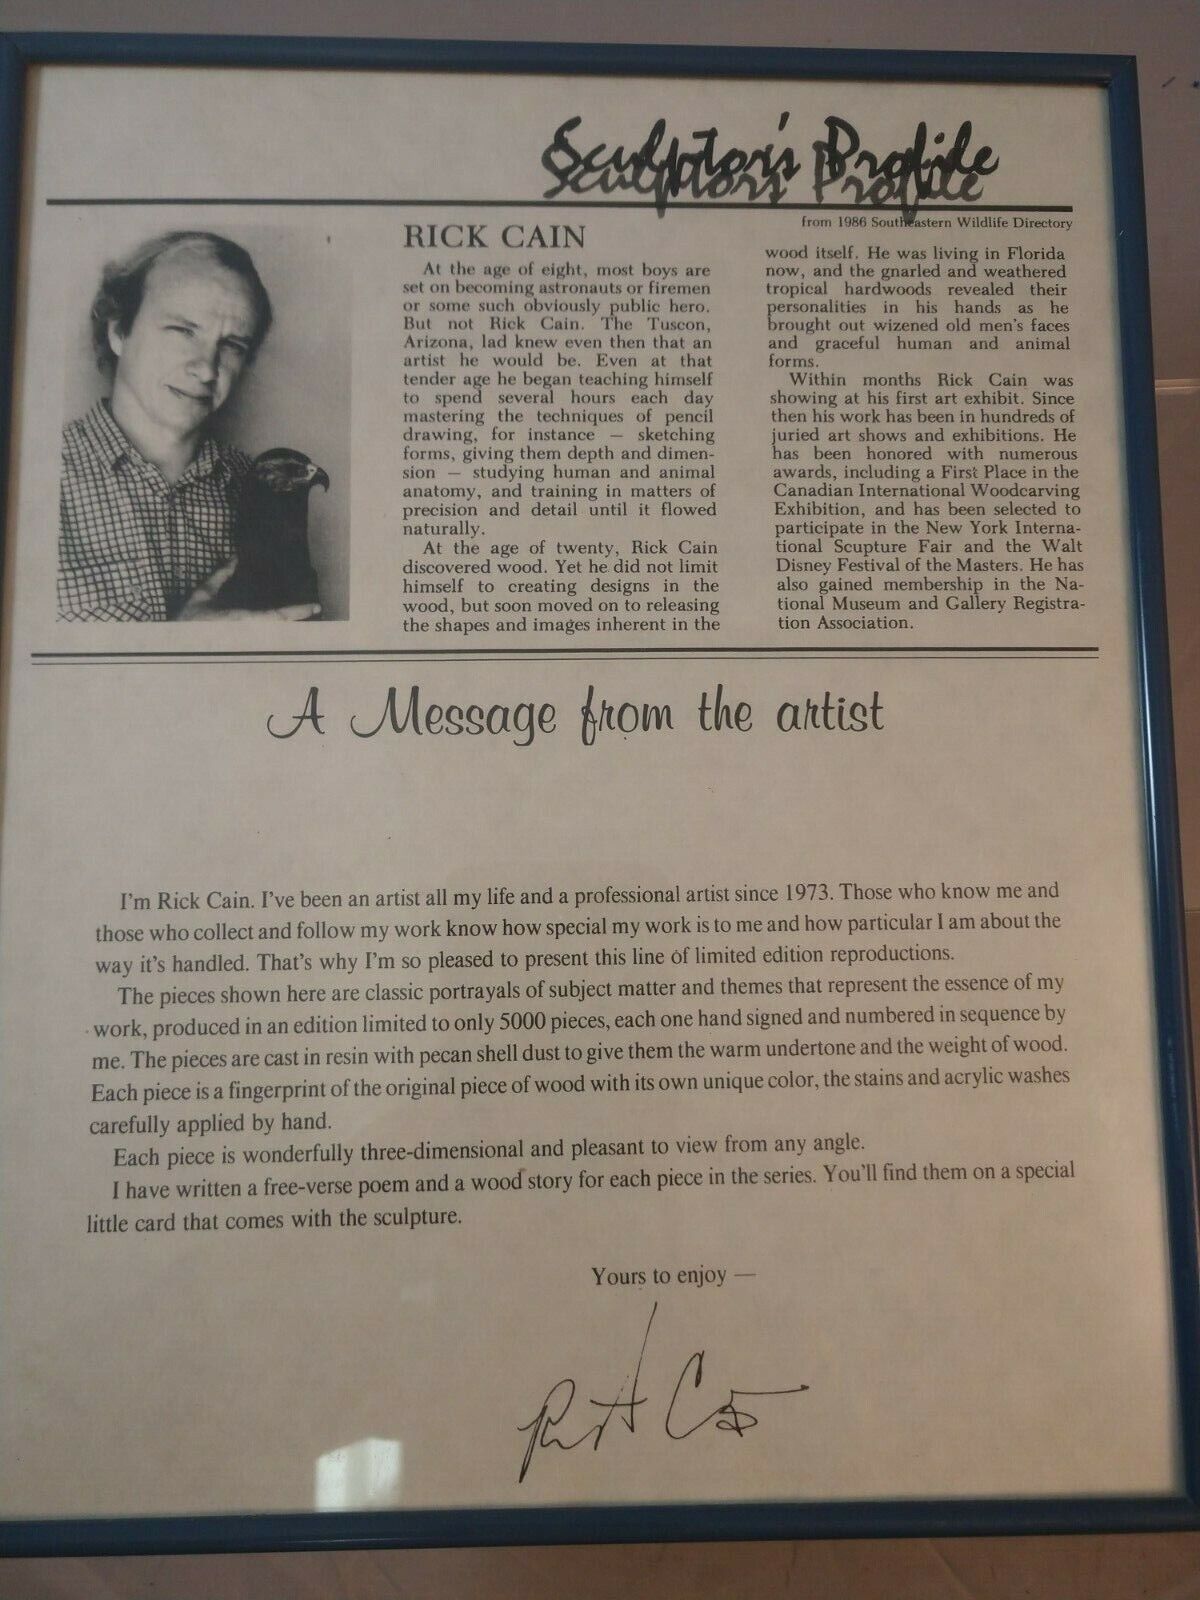 Sculptor's Profile
from 1986 Southeastern Wildlife Directory
RICK CAIN
At the age of eight, most boys are
set on becoming astronauts or firemen
or some such obviously public hero.
But not Rick Cain. The Tuscon,
Arizona, lad knew even then that an
artist he would be. Even at that
tender age he began teaching himself
to spend several hours each day
mastering the techniques of pencil
drawing, for instance — sketching
forms, giving them depth and dimen-
sion — studying human and animal
anatomy, and training in matters of
precision and detail until it flowed
naturally.
At the age of twenty, Rick Cain
discovered wood. Yet he did not limit
himself to creating designs in the
wood, but soon moved on to releasing
the shapes and images inherent in the
wood itself. He was living in Florida
now, and the gnarled and weathered
tropical hardwoods revealed their
personalities in his hands as he
brought out wizened old men's faces
and graceful human and animal
forms.
Within months Rick Cain was
showing at his first art exhibit. Since
then his work has been in hundreds of
juried art shows and exhibitions. He
has been honored with numerous
awards, including a First Place in the
Canadian International Woodcarving
Exhibition, and has been selected to
participate in the New York Interna-
tional Scupture Fair and the Walt
Disney Festival of the Masters. He has
also gained membership in the Na-
tional Museum and Gallery Registra-
tion Association.
A Message from the artist
I'm Rick Cain. I've been an artist all my life and a professional artist since 1973. Those who know me and
those who collect and follow my work know how special my work is to me and how particular I am about the
way it's handled. That's why I'm so pleased to present this line of limited edition reproductions.
The pieces shown here are classic portrayals of subject matter and themes that represent the essence of my
work, produced in an edition limited to only 5000 pieces, each one hand signed and numbered in sequence by
me. The pieces are cast in resin with pecan shell dust to give them the warm undertone and the weight of wood.
Each piece is a fingerprint of the original piece of wood with its own unique color, the stains and acrylic washes
carefully applied by hand.
Each piece is wonderfully three-dimensional and pleasant to view from any angle.
I have written a free-verse poem and a wood story for each piece in the series. You'll find them on a special
little card that comes with the sculpture.
Yours to enjoy —